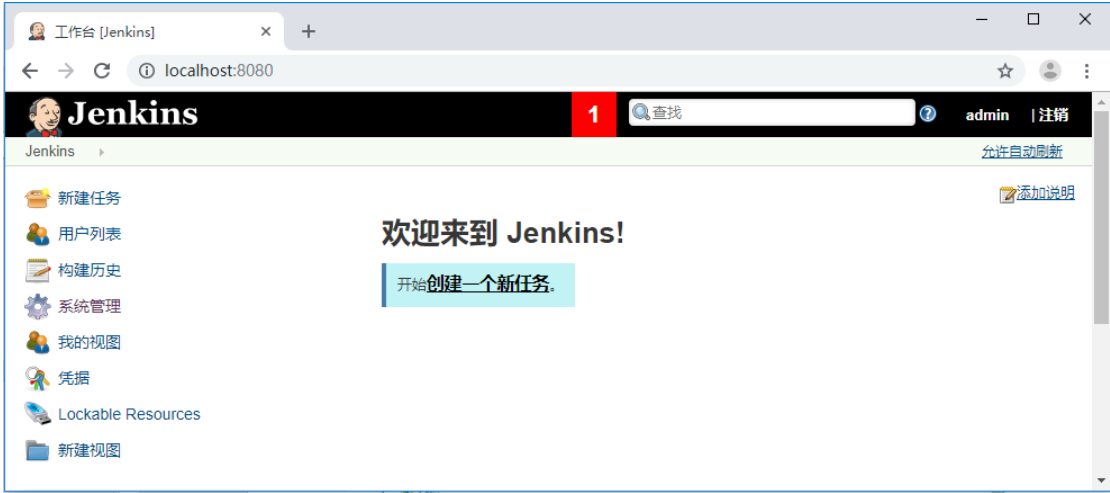 工作台 [Jenkins]
localhost:8080
Jenkins 1 查找 admin | 注销
Jenkins 允许自动刷新
添加说明
新建任务
用户列表
构建历史
系统管理
我的视图
凭据
Lockable Resources
新建视图
欢迎来到 Jenkins!
开始创建一个新任务。